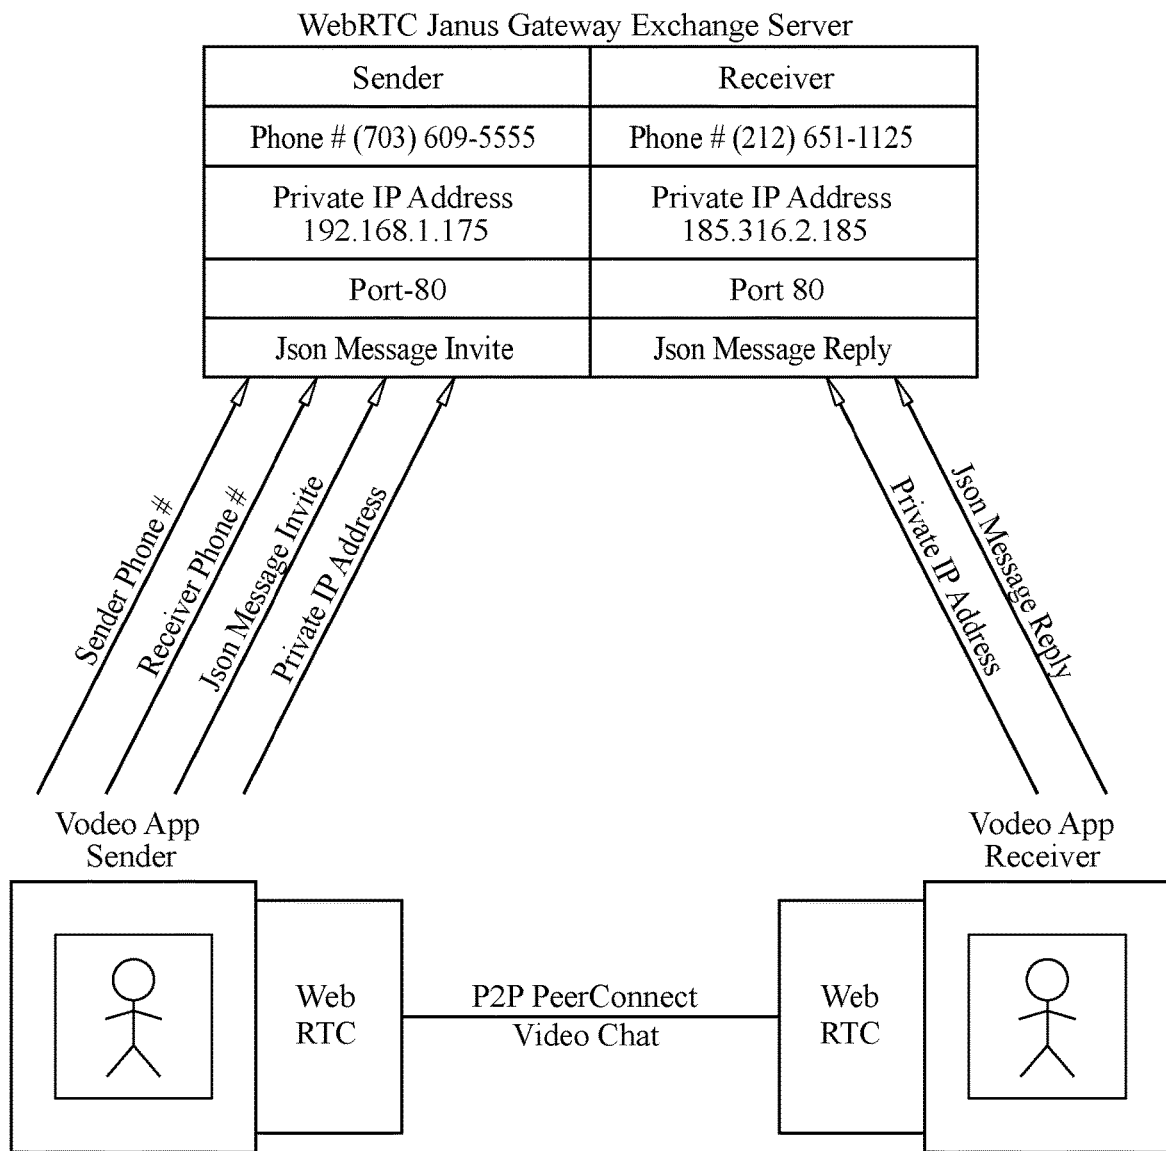 WebRTC Janus Gateway Exchange Server
Sender
Receiver
Phone # (703) 609-5555
Phone # (212) 651-1125
Private IP Address
192.168.1.175
Private IP Address
185.316.2.185
Port-80
Port 80
Json Message Invite
Json Message Reply
Sender Phone #
Receiver Phone #
Json Message Invite
Private IP Address
Private IP Address
Json Message Reply
Vodeo App
Sender
Vodeo App
Receiver
Web
RTC
P2P PeerConnect
Video Chat
Web
RTC